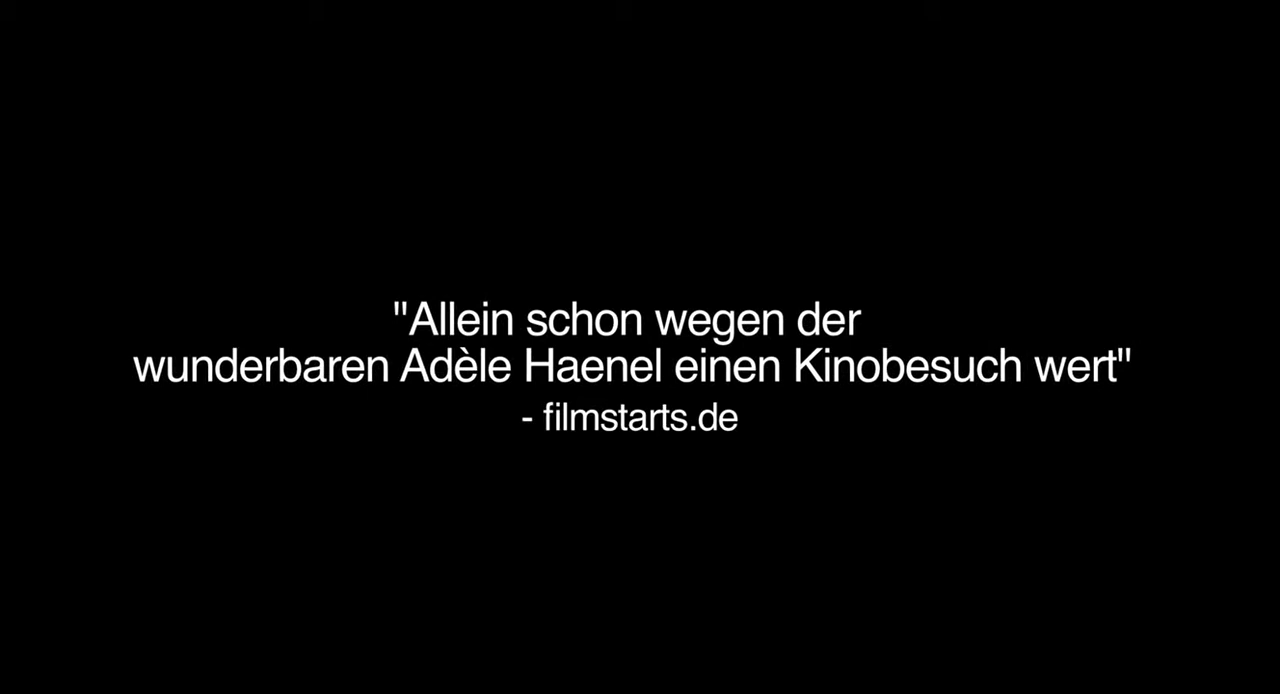 "Allein schon wegen der
wunderbaren Adèle Haenel einen Kinobesuch wert"
- filmstarts.de